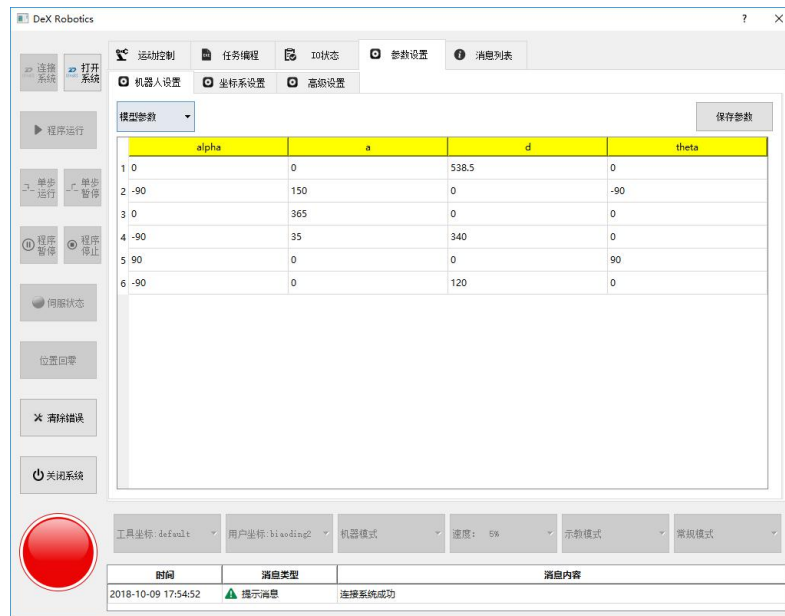 DeX Robotics
? ×
连接系统 打开系统
运动控制 任务编程 IO状态 参数设置 消息列表
机器人设置 坐标系设置 高级设置
模型参数 保存参数
程序运行
alpha a d theta
1 0 0 538.5 0
2 -90 150 0 -90
3 0 365 0 0
4 -90 35 340 0
5 90 0 0 90
6 -90 0 120 0
单步运行 单步暂停
程序暂停 程序停止
伺服状态
位置回零
清除错误
关闭系统
工具坐标:default 用户坐标:biaoding2 机器模式 速度: 5% 示教模式 常规模式
时间 消息类型 消息内容
2018-10-09 17:54:52 提示消息 连接系统成功